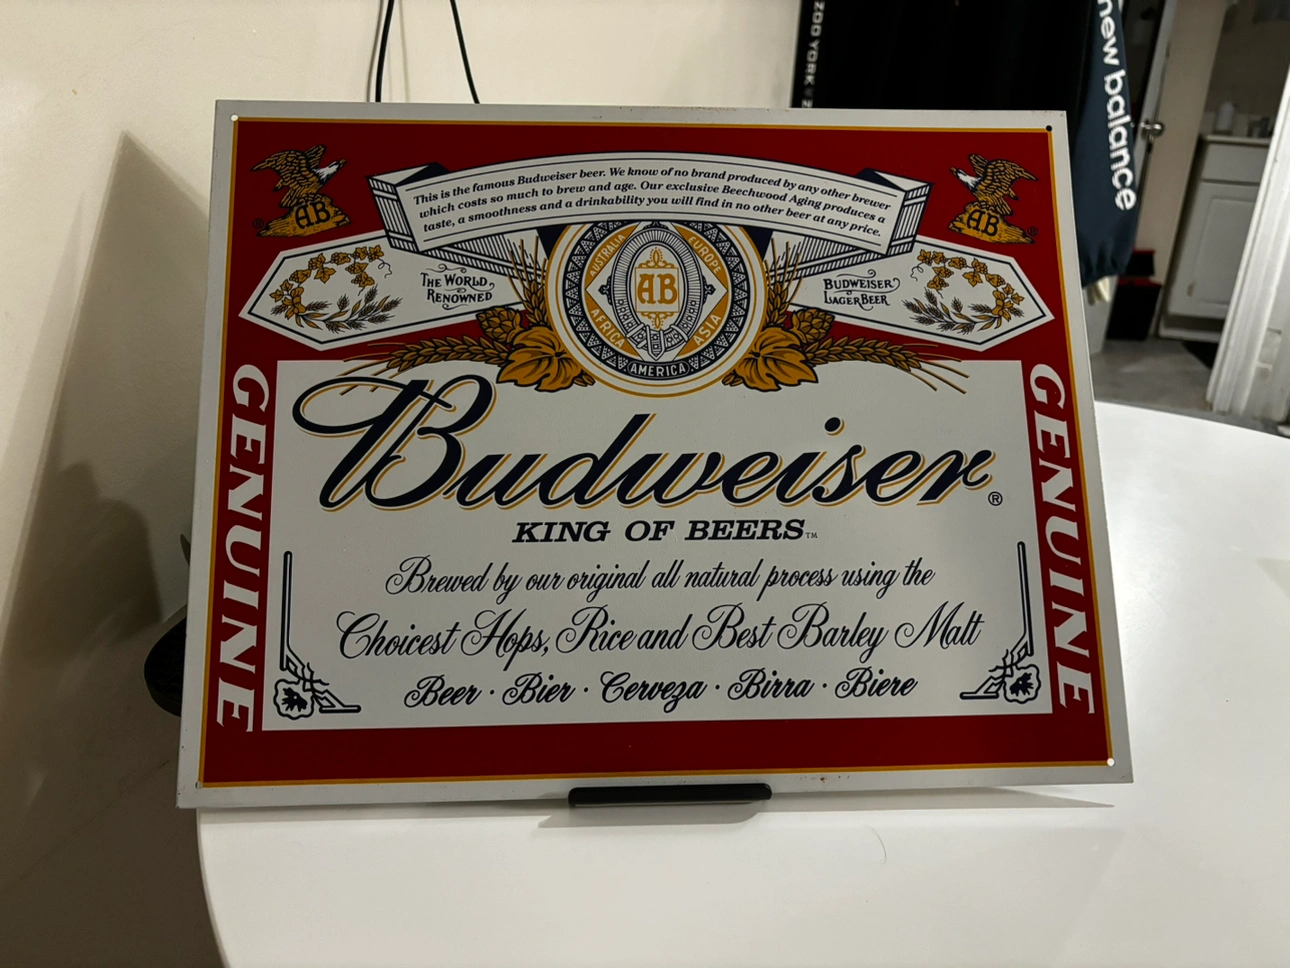 ZOO YORK
new balance
This is the famous Budweiser beer. We know of no brand produced by any other brewer
which costs so much to brew and age. Our exclusive Beechwood Aging produces a
taste, a smoothness and a drinkability you will find in no other beer at any price.
AB
AB
THE WORLD
RENOWNED
AUSTRALIA
EUROPE
AB
AFRICA
ASIA
AMERICA
BUDWEISER
LAGER BEER
GENUINE
Budweiser®
KING OF BEERS™
Brewed by our original all natural process using the
Choicest Hops, Rice and Best Barley Malt
Beer · Bier · Cerveza · Birra · Biere
GENUINE